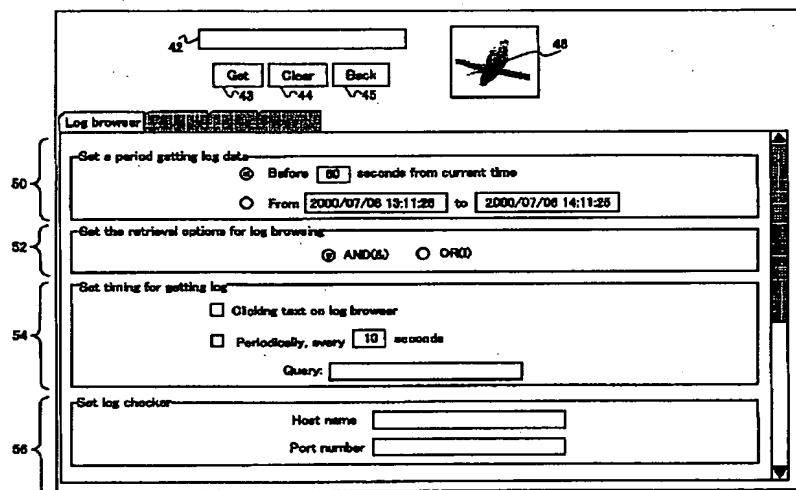 42
48
Get Clear Back
43 44 45
Log browser
50
Set a period getting log data
Before 60 seconds from current time
From 2000/07/06 13:11:26 to 2000/07/06 14:11:25
52
Set the retrieval options for log browsing
AND(&) OR(|)
54
Set timing for getting log
Clicking text on log browser
Periodically, every 10 seconds
Query:
56
Set log checker
Host name
Port number